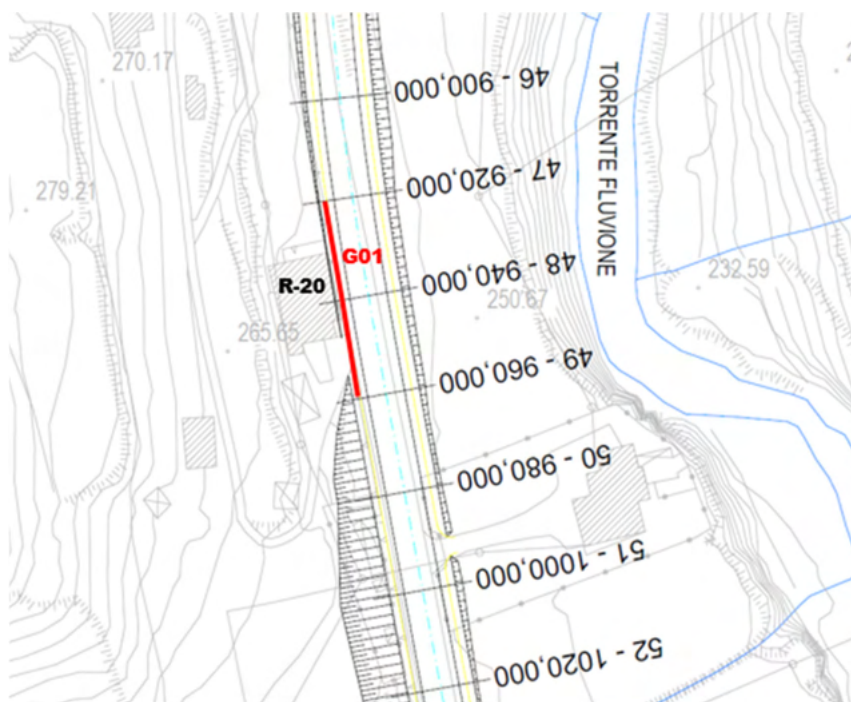 270.17
46 - 900,000
TORRENTE FLUVIONE
47 - 920,000
279.21
G01
48 - 940,000
232.59
R-20
250.67
265.65
49 - 960,000
50 - 980,000
51 - 1000,000
52 - 1020,000